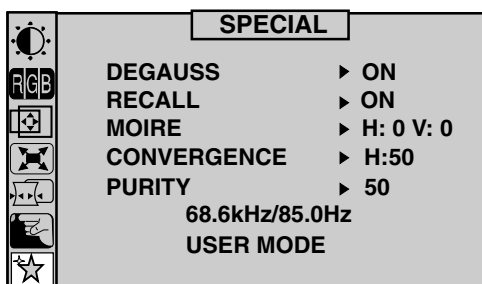 SPECIAL
RGB
DEGAUSS ▸ ON
RECALL ▸ ON
MOIRE ▸ H: 0 V: 0
CONVERGENCE ▸ H:50
PURITY ▸ 50
68.6kHz/85.0Hz
USER MODE